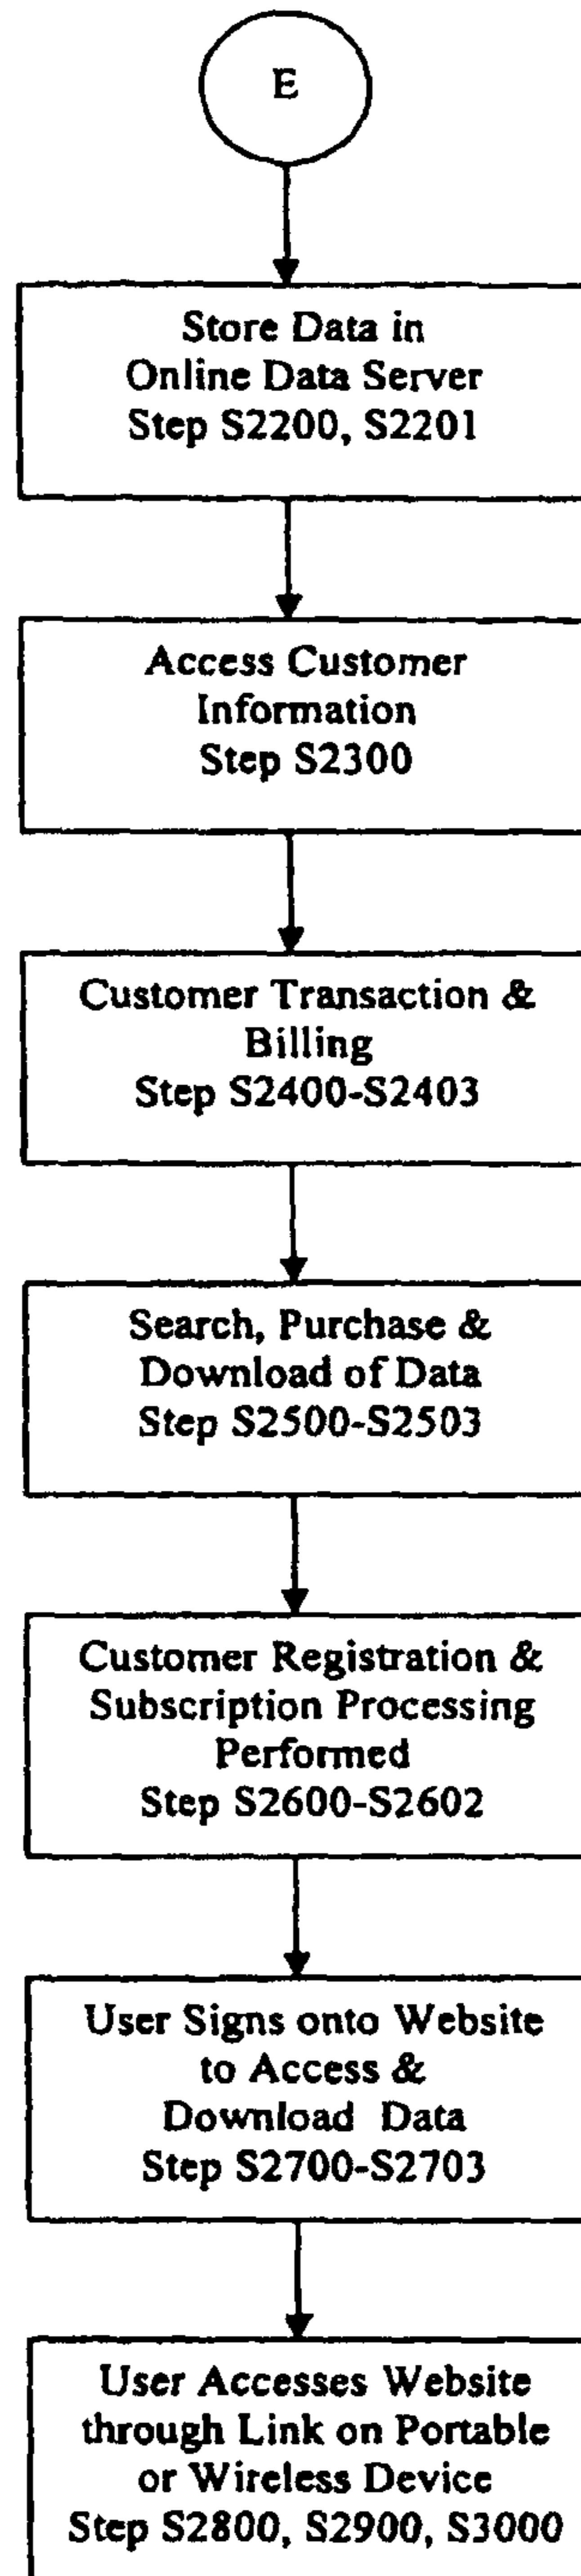 E
Store Data in
Online Data Server
Step S2200, S2201
Access Customer
Information
Step S2300
Customer Transaction &
Billing
Step S2400-S2403
Search, Purchase &
Download of Data
Step S2500-S2503
Customer Registration &
Subscription Processing
Performed
Step S2600-S2602
User Signs onto Website
to Access &
Download Data
Step S2700-S2703
User Accesses Website
through Link on Portable
or Wireless Device
Step S2800, S2900, S3000